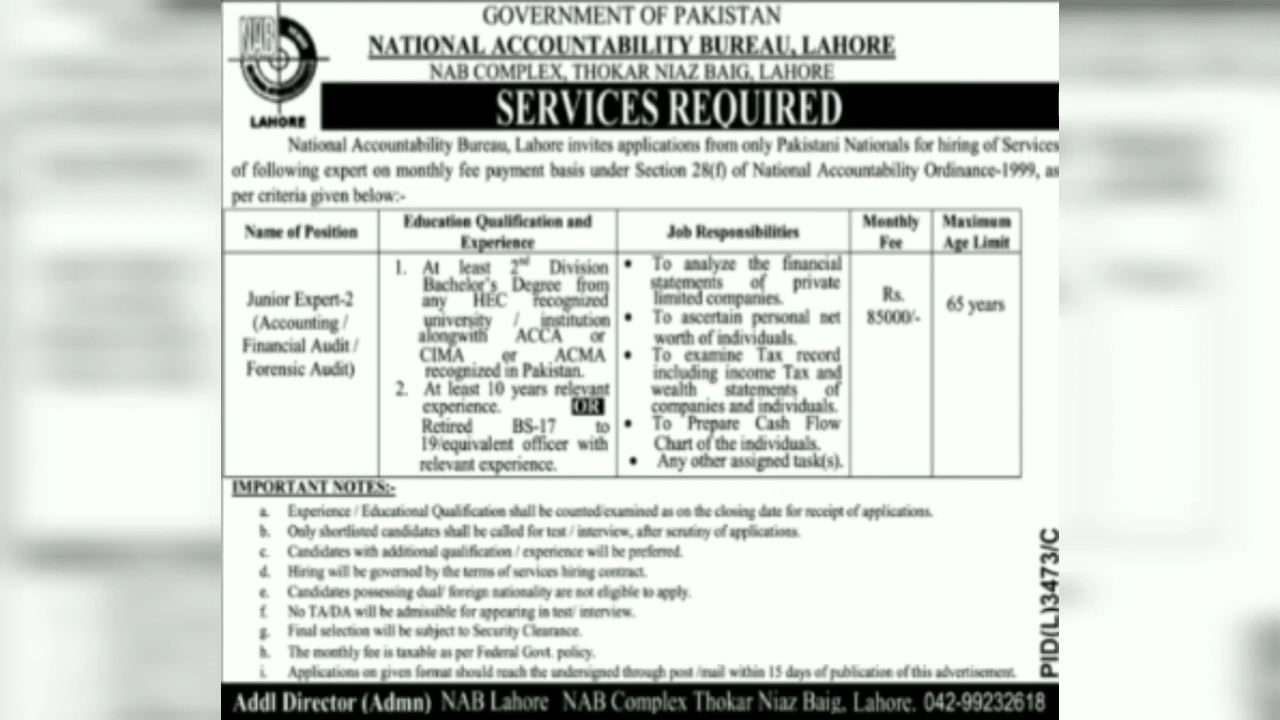 GOVERNMENT OF PAKISTAN
NATIONAL ACCOUNTABILITY BUREAU, LAHORE
NAB COMPLEX, THOKAR NIAZ BAIG, LAHORE
NAB
LAHORE
SERVICES REQUIRED
National Accountability Bureau, Lahore invites applications from only Pakistani Nationals for hiring of Services
of following expert on monthly fee payment basis under Section 28(f) of National Accountability Ordinance-1999, as
per criteria given below:-
Name of Position
Education Qualification and
Experience
Job Responsibilities
Monthly
Fee
Maximum
Age Limit
Junior Expert-2
(Accounting /
Financial Audit /
Forensic Audit)
1. At least 2nd Division
Bachelor's Degree from
any HEC recognized
university / institution
alongwith ACCA or
CIMA or ACMA
recognized in Pakistan.
2. At least 10 years relevant
experience. OR
Retired BS-17 to
19/equivalent officer with
relevant experience.
• To analyze the financial
statements of private
limited companies.
• To ascertain personal net
worth of individuals.
• To examine Tax record
including income Tax and
wealth statements of
companies and individuals.
• To Prepare Cash Flow
Chart of the individuals.
• Any other assigned task(s).
Rs.
85000/-
65 years
IMPORTANT NOTES:-
a. Experience / Educational Qualification shall be counted/examined as on the closing date for receipt of applications.
b. Only shortlisted candidates shall be called for test / interview, after scrutiny of applications.
c. Candidates with additional qualification / experience will be preferred.
d. Hiring will be governed by the terms of services hiring contract.
e. Candidates possessing dual/ foreign nationality are not eligible to apply.
f. No TA/DA will be admissible for appearing in test/ interview.
g. Final selection will be subject to Security Clearance.
h. The monthly fee is taxable as per Federal Govt. policy.
i. Applications on given format should reach the undersigned through post /mail within 15 days of publication of this advertisement.
PID(L)3473/C
Addl Director (Admn) NAB Lahore NAB Complex Thokar Niaz Baig, Lahore. 042-99232618